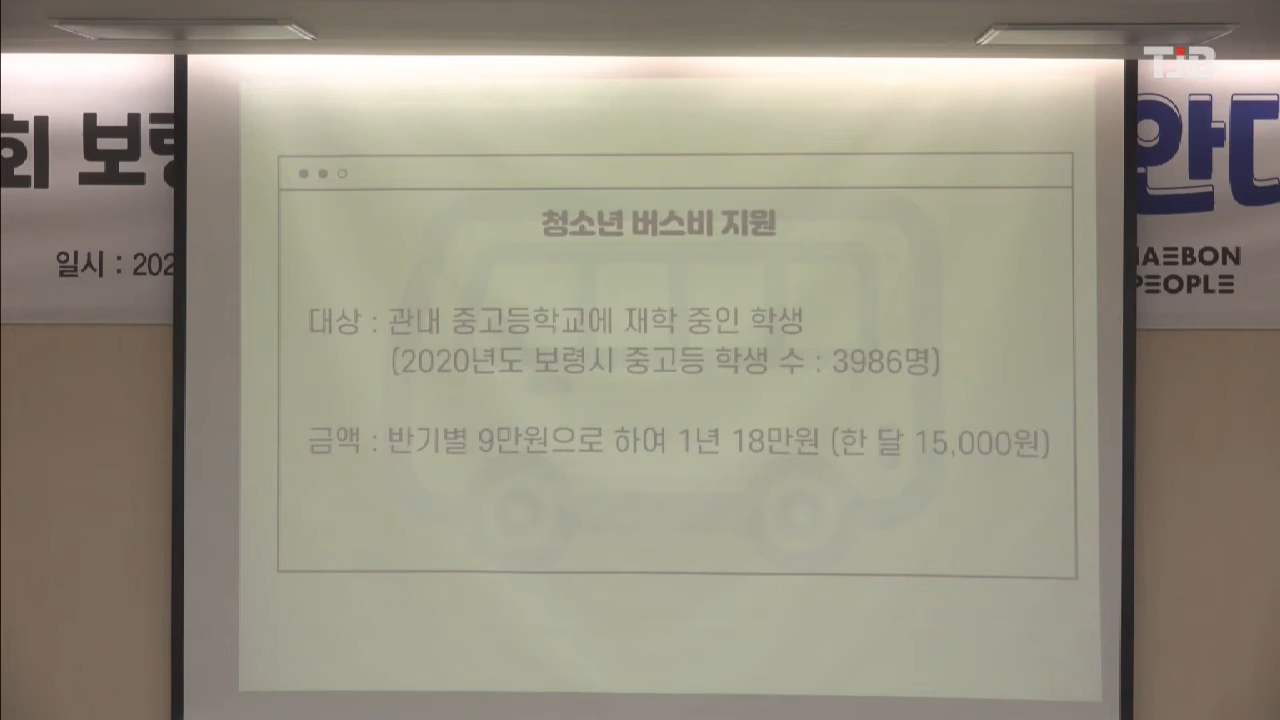 TJB
회 보령
안
일시 : 202
HAEBON
PEOPLE
청소년 버스비 지원
대상 : 관내 중고등학교에 재학 중인 학생
(2020년도 보령시 중고등 학생 수 : 3986명)
금액 : 반기별 9만원으로 하여 1년 18만원 (한 달 15,000원)